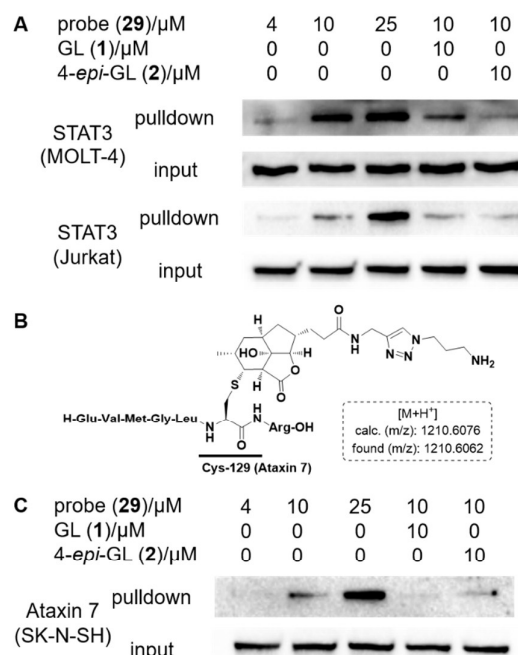 A
probe (29)/μM 4 10 25 10 10
GL (1)/μM 0 0 0 10 0
4-epi-GL (2)/μM 0 0 0 0 10
pulldown
STAT3
(MOLT-4)
input
pulldown
STAT3
(Jurkat)
input
B
H
H
O
N
H
N
N=N
NH2
HO
H
O
O
S
H
H-Glu-Val-Met-Gly-Leu
N
H
O
H
N
Arg-OH
Cys-129 (Ataxin 7)
[M+H+]
calc. (m/z): 1210.6076
found (m/z): 1210.6062
C
probe (29)/μM 4 10 25 10 10
GL (1)/μM 0 0 0 10 0
4-epi-GL (2)/μM 0 0 0 0 10
pulldown
Ataxin 7
(SK-N-SH)
input